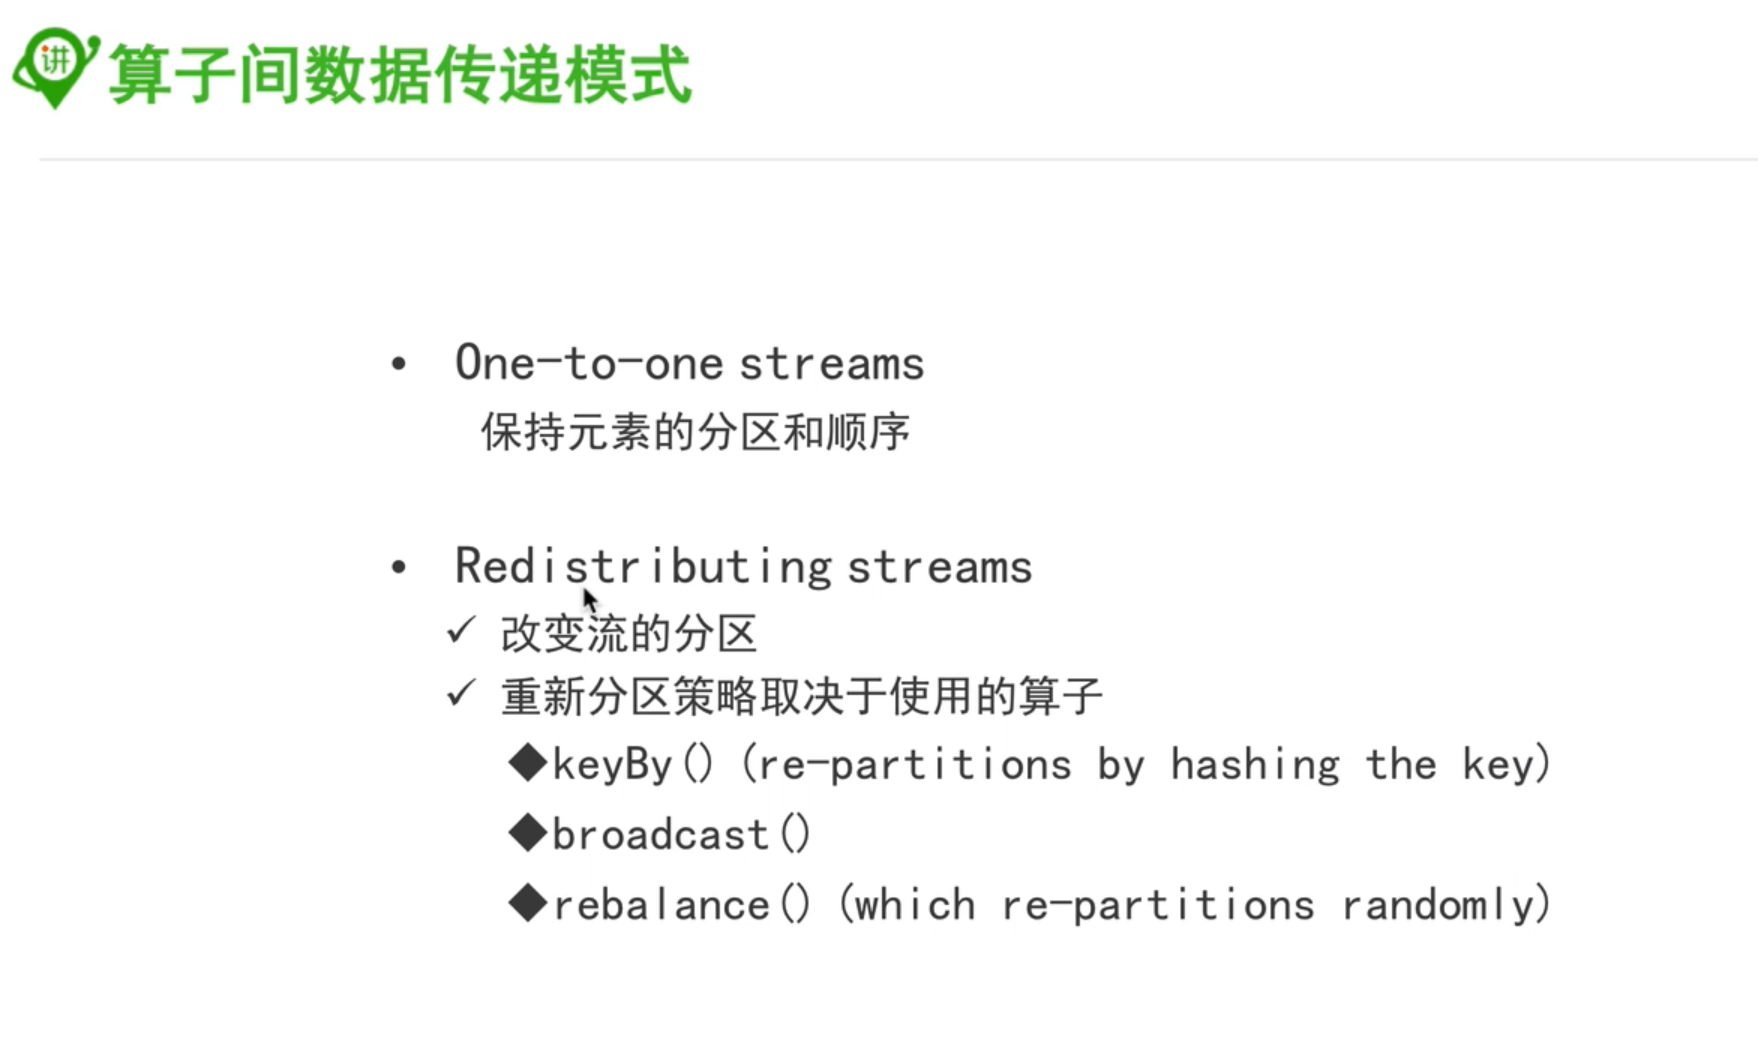 讲
算子间数据传递模式
• One-to-one streams
保持元素的分区和顺序
• Redistributing streams
✓ 改变流的分区
✓ 重新分区策略取决于使用的算子
◆keyBy() (re-partitions by hashing the key)
◆broadcast()
◆rebalance() (which re-partitions randomly)